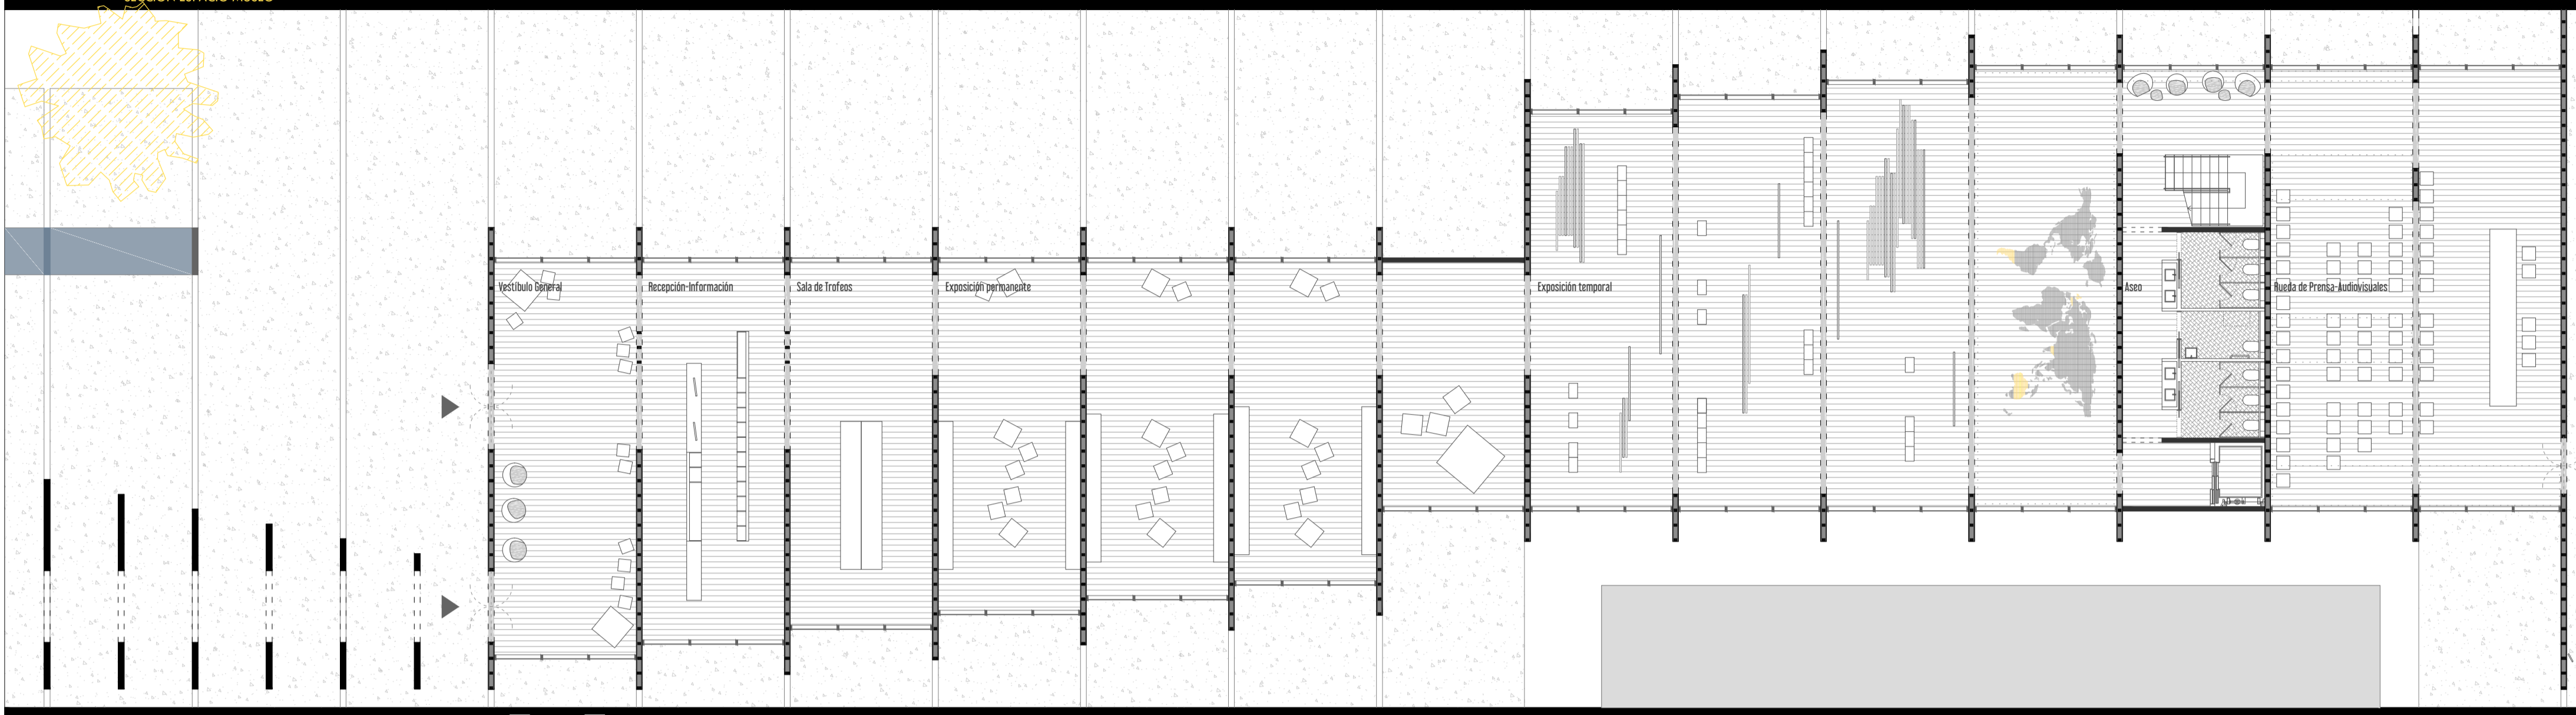 Vestíbulo General
Recepción-Información
Sala de Trofeos
Exposición permanente
Exposición temporal
Aseo
Rueda de Prensa-Audiovisuales